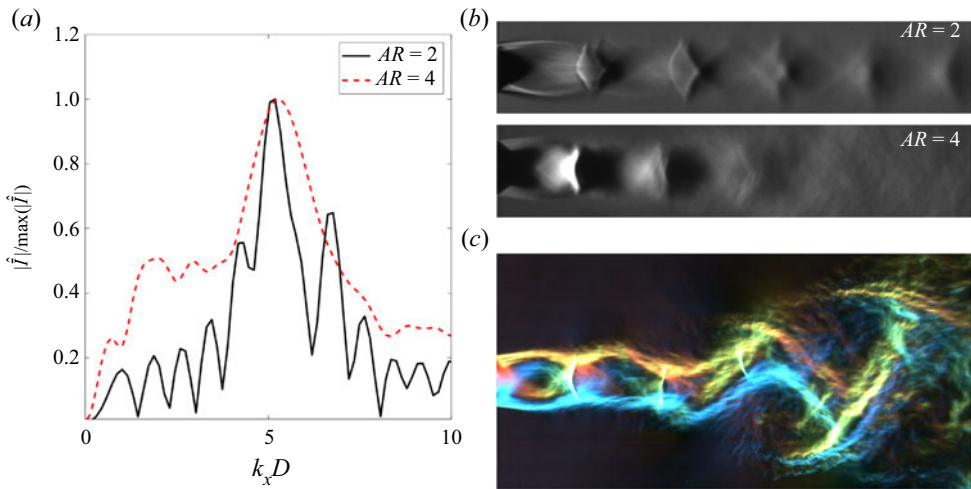 (a)
1.2
1.0
0.8
0.6
0.4
0.2
0
5
10
|Î̄|/max(|Î̄|)
k_xD
AR = 2
AR = 4
(b)
AR = 2
AR = 4
(c)